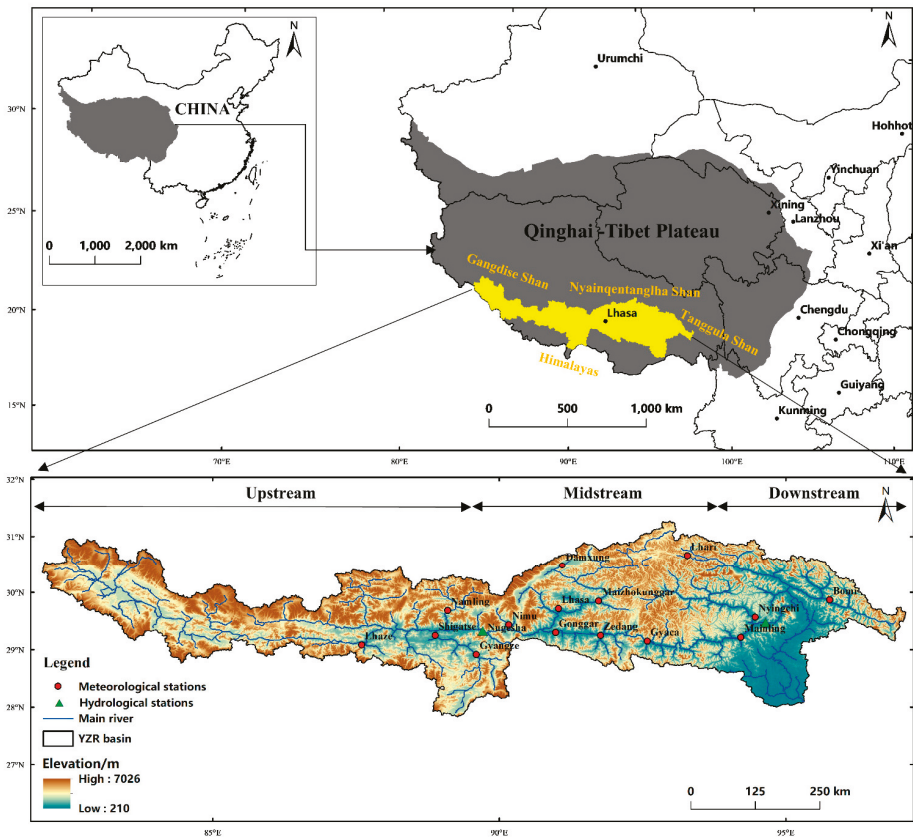 N
CHINA
0 1,000 2,000 km
N
Urumchi
Hohhot
Yinchuan
Xining
Lanzhou
Xi'an
Qinghai -Tibet Plateau
Gangdise Shan
Nyainqentanglha Shan
Lhasa
Tanggula Shan
Chengdu
Chongqing
Himalayas
Guiyang
Kunming
0 500 1,000 km
30°N
25°N
20°N
15°N
70°E 80°E 90°E 100°E 110°E
32°N
31°N
30°N
29°N
28°N
27°N
Upstream Midstream Downstream
N
Damxung
Lhari
Namling
Lhasa
Maizhokunggar
Bomi
Nimu
Nyingchi
Shigatse
Nugesha
Gonggar
Zedang
Gyaca
Mainling
Lhaze
Gyangze
Legend
Meteorological stations
Hydrological stations
Main river
YZR basin
Elevation/m
High : 7026
Low : 210
0 125 250 km
85°E 90°E 95°E